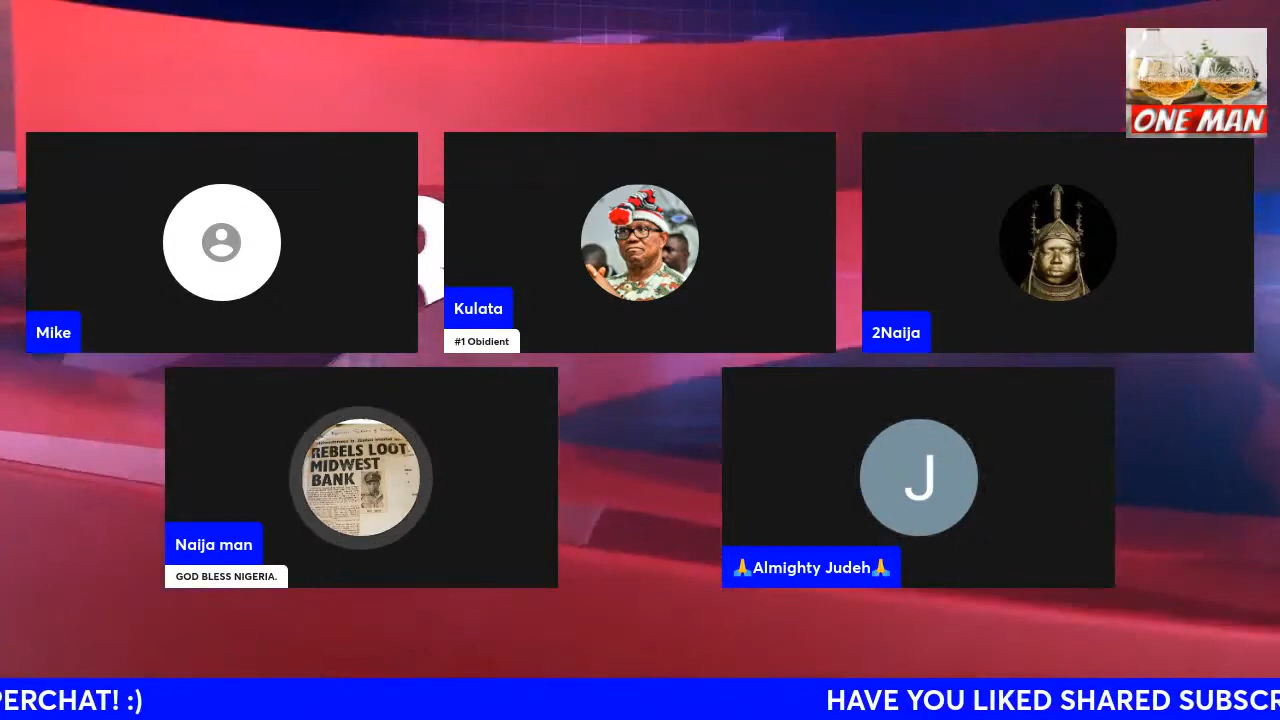 ONE MAN
Mike
Kulata
#1 Obidient
2Naija
REBELS LOOT
MIDWEST
BANK
Naija man
GOD BLESS NIGERIA.
J
🙏Almighty Judeh🙏
PERCHAT! :)
HAVE YOU LIKED SHARED SUBSCR